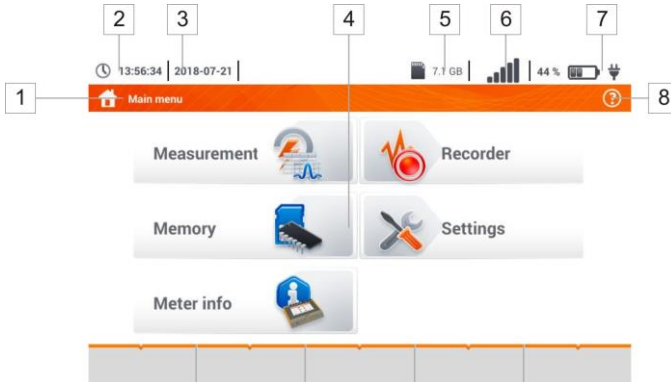 2 3 4 5 6 7
13:56:34 2018-07-21 7.1 GB 44 %
1 Main menu ? 8
Measurement Recorder
Memory Settings
Meter info